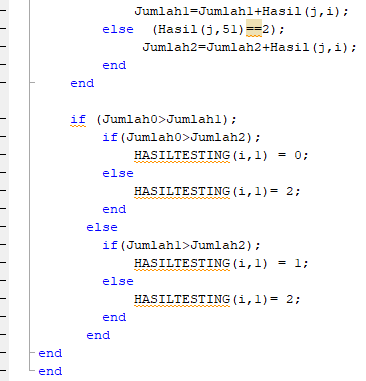 Jumlah1=Jumlah1+Hasil(j,i);
else (Hasil(j,51)==2);
Jumlah2=Jumlah2+Hasil(j,i);
end
end
if (Jumlah0>Jumlah1);
if(Jumlah0>Jumlah2);
HASILTESTING(i,1) = 0;
else
HASILTESTING(i,1)= 2;
end
else
if(Jumlah1>Jumlah2);
HASILTESTING(i,1) = 1;
else
HASILTESTING(i,1)= 2;
end
end
end
end